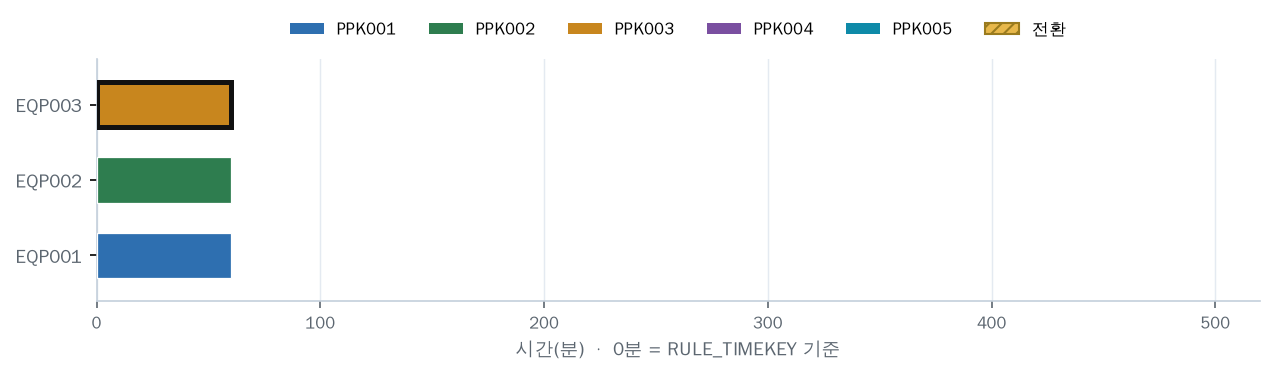 PPK001 PPK002 PPK003 PPK004 PPK005 전환
EQP003
EQP002
EQP001
0 100 200 300 400 500
시간(분) · 0분 = RULE_TIMEKEY 기준